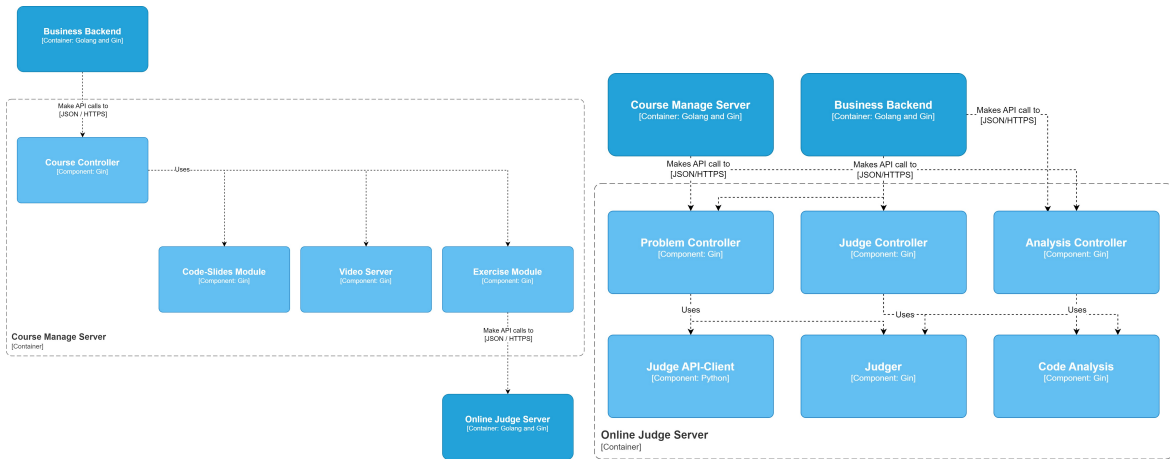 Business Backend
[Container: Golang and Gin]
Make API calls to
[JSON / HTTPS]
Course Controller
[Component: Gin]
Uses
Code-Slides Module
[Component: Gin]
Video Server
[Component: Gin]
Exercise Module
[Component: Gin]
Make API calls to
[JSON / HTTPS]
Course Manage Server
[Container]
Online Judge Server
[Container: Golang and Gin]
Course Manage Server
[Container: Golang and Gin]
Business Backend
[Container: Golang and Gin]
Makes API call to
[JSON/HTTPS]
Makes API call to
[JSON/HTTPS]
Makes API call to
[JSON/HTTPS]
Problem Controller
[Component: Gin]
Judge Controller
[Component: Gin]
Analysis Controller
[Component: Gin]
Uses
Uses
Uses
Judge API-Client
[Component: Python]
Judger
[Component: Gin]
Code Analysis
[Component: Gin]
Online Judge Server
[Container]